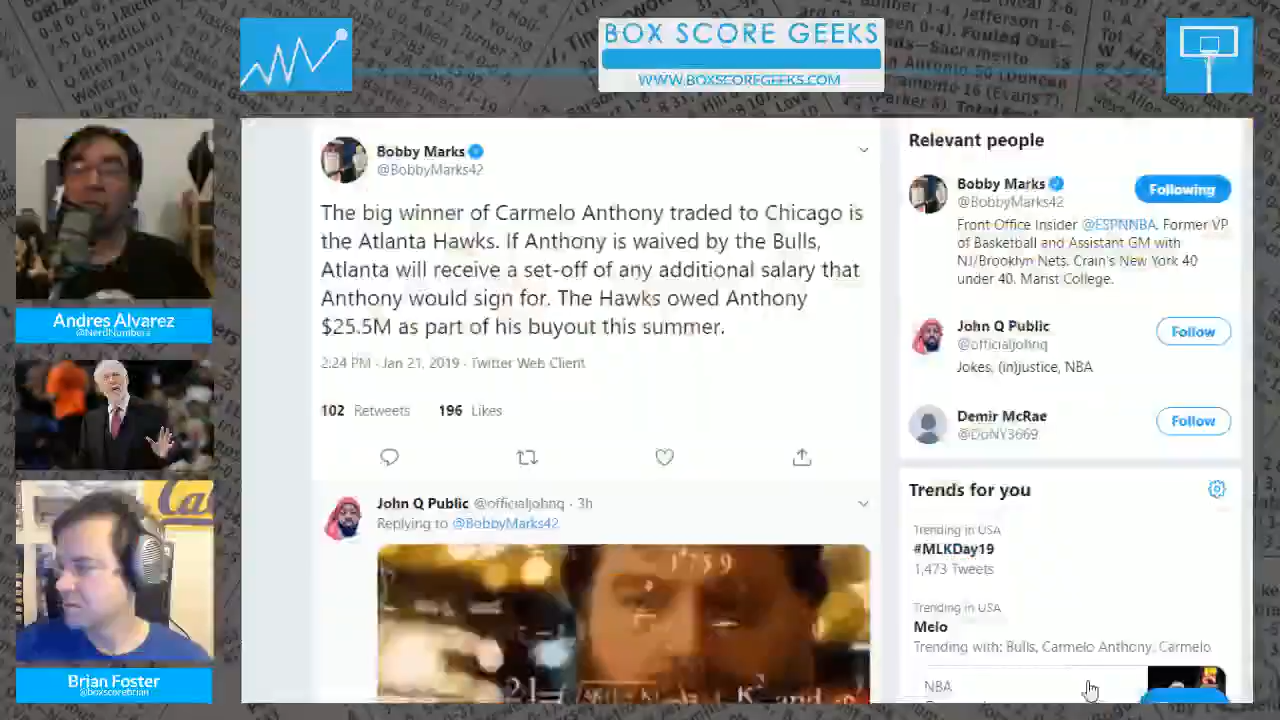 BOX SCORE GEEKS
WWW.BOXSCOREGEEKS.COM
Andres Alvarez
@NerdNumbers
Brian Foster
@boxscorebrian
Bobby Marks
@BobbyMarks42
The big winner of Carmelo Anthony traded to Chicago is
the Atlanta Hawks. If Anthony is waived by the Bulls,
Atlanta will receive a set-off of any additional salary that
Anthony would sign for. The Hawks owed Anthony
$25.5M as part of his buyout this summer.
2:24 PM · Jan 21, 2019 · Twitter Web Client
102 Retweets 196 Likes
John Q Public @officialjohnq · 3h
Replying to @BobbyMarks42
1759
Relevant people
Bobby Marks
@BobbyMarks42
Following
Front Office Insider @ESPNNBA. Former VP
of Basketball and Assistant GM with
NJ/Brooklyn Nets. Crain's New York 40
under 40. Marist College.
John Q Public
@officialjohnq
Follow
Jokes, (in)justice, NBA
Demir McRae
@DoNY3669
Follow
Trends for you
Trending in USA
#MLKDay19
1,473 Tweets
Trending in USA
Melo
Trending with: Bulls, Carmelo Anthony, Carmelo
NBA